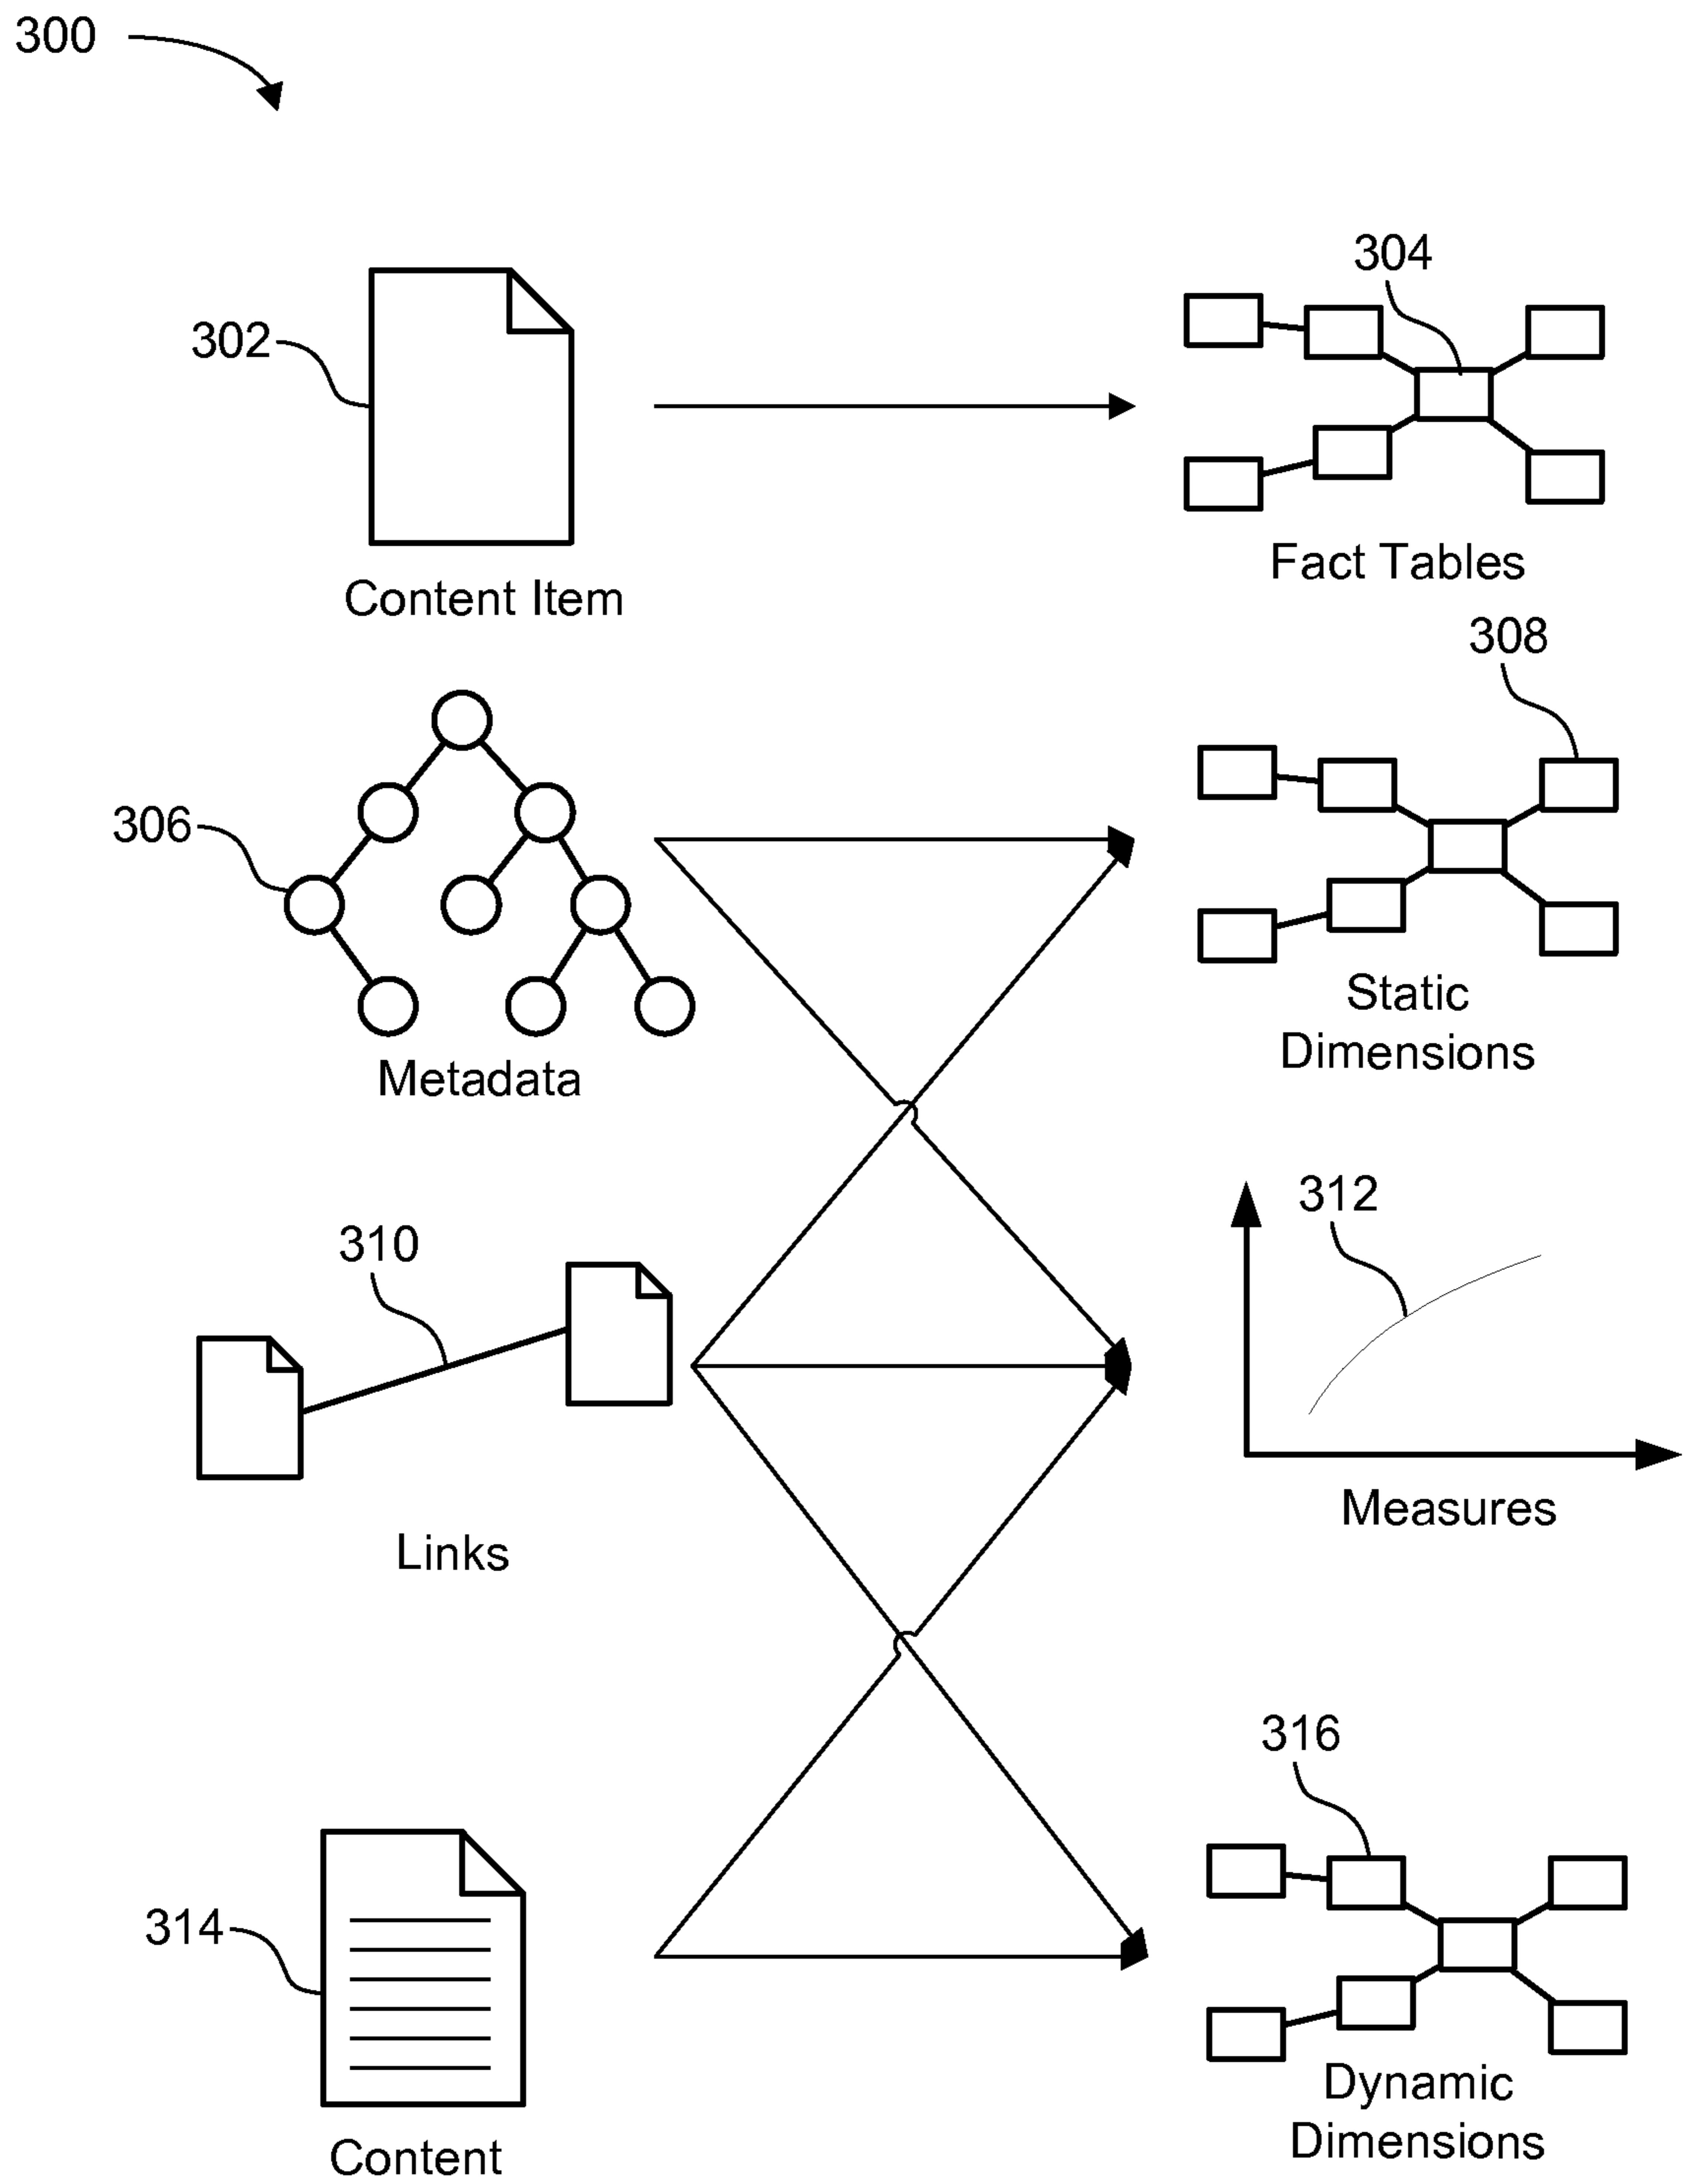 300
304
302
Fact Tables
Content Item
308
306
Static
Dimensions
Metadata
312
310
Measures
Links
316
314
Dynamic
Dimensions
Content